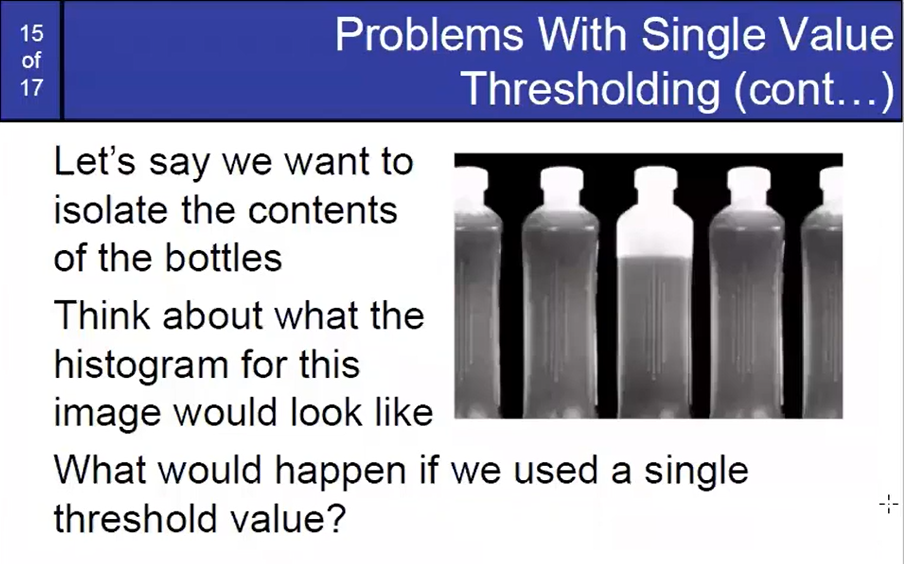 15
of
17
Problems With Single Value
Thresholding (cont…)
Let’s say we want to
isolate the contents
of the bottles
Think about what the
histogram for this
image would look like
What would happen if we used a single
threshold value?